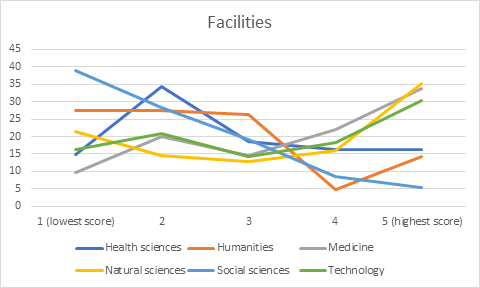 Facilities
45
40
35
30
25
20
15
10
5
0
1 (lowest score) 2 3 4 5 (highest score)
Health sciences Humanities Medicine
Natural sciences Social sciences Technology